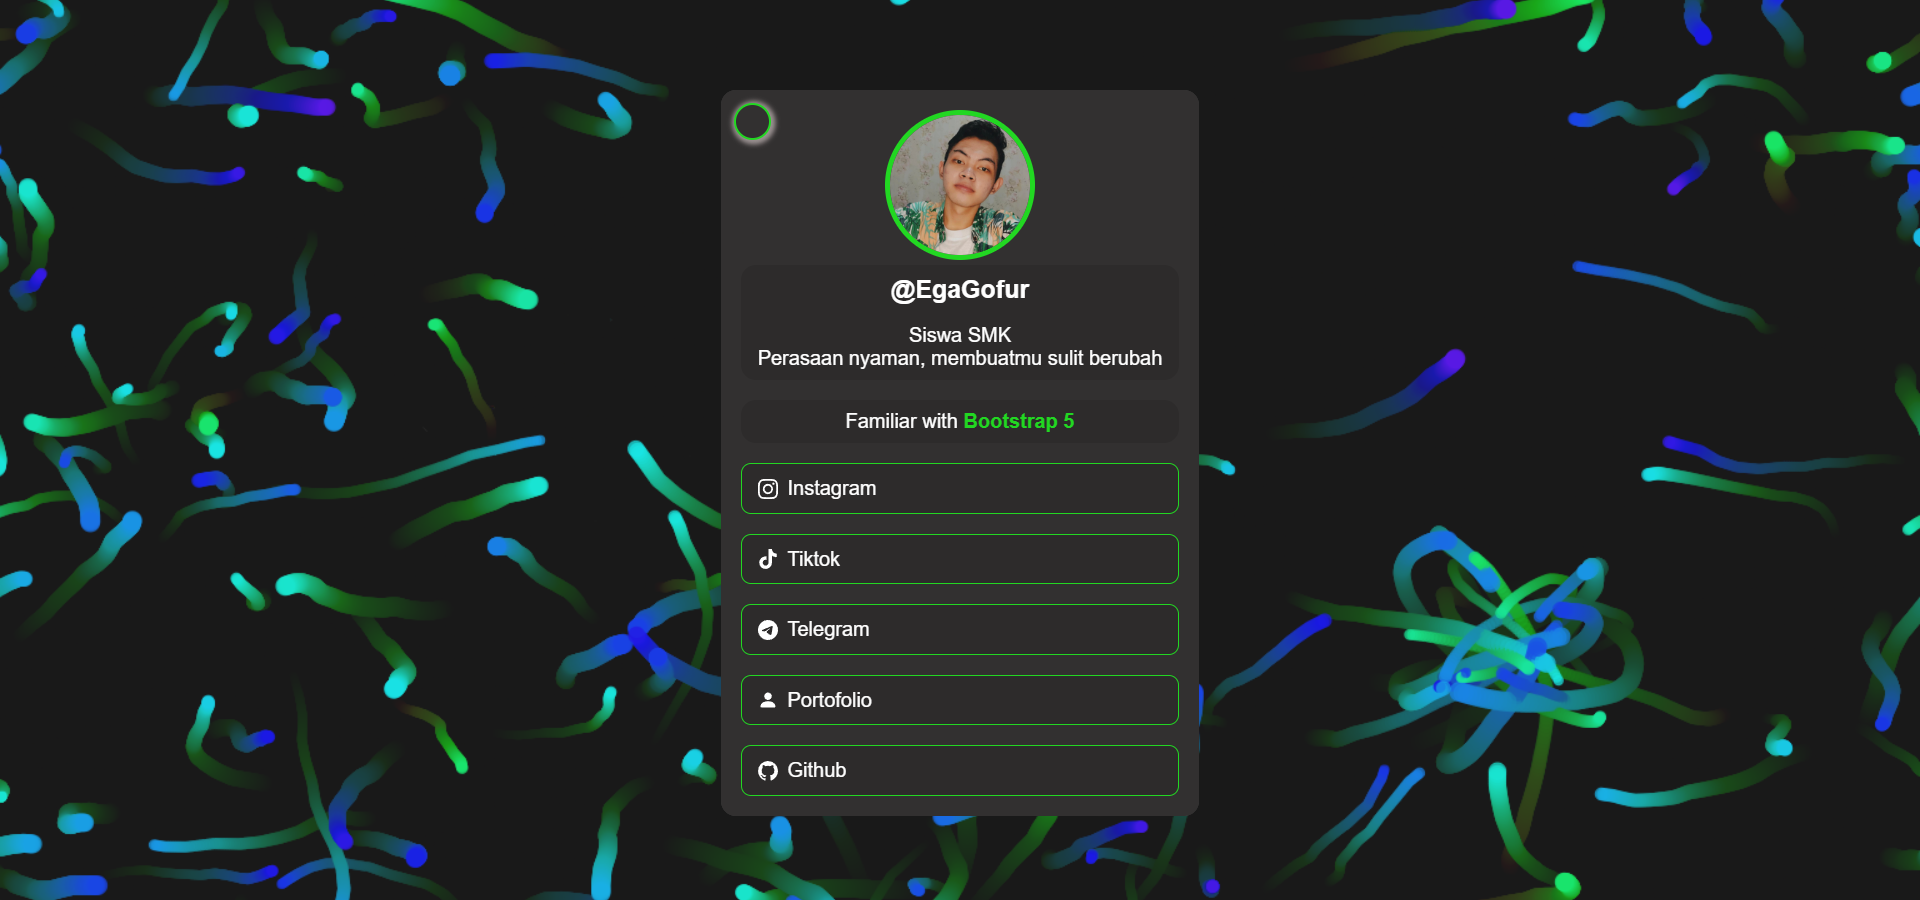 @EgaGofur
Siswa SMK
Perasaan nyaman, membuatmu sulit berubah
Familiar with Bootstrap 5
Instagram
Tiktok
Telegram
Portofolio
Github